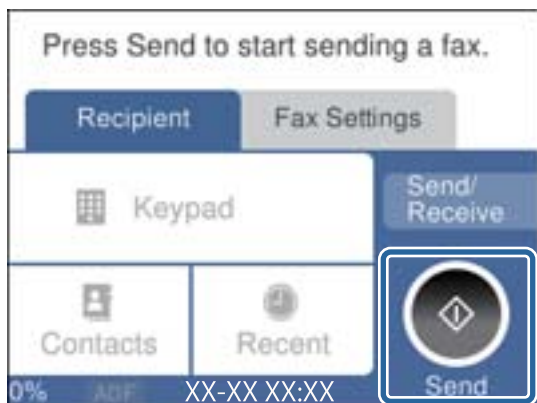 Press Send to start sending a fax.
Recipient
Fax Settings
Keypad
Send/
Receive
Contacts
Recent
0%
ADF
XX-XX XX:XX
Send